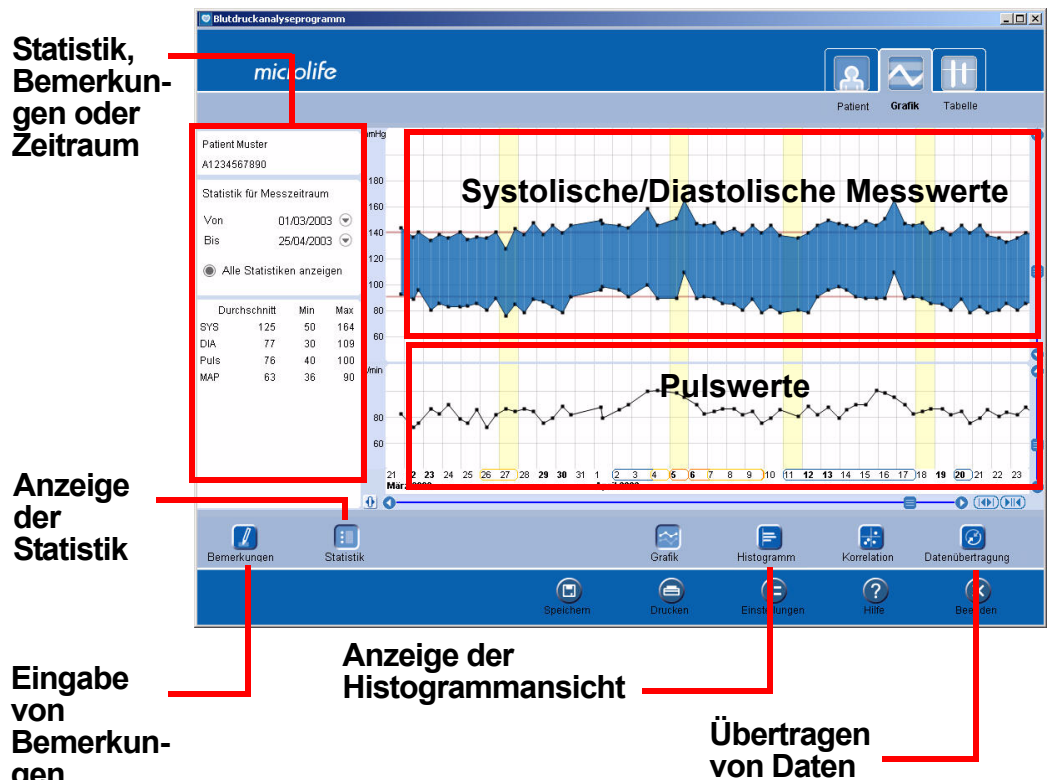 Blutdruckanalyseprogramm
Statistik,
Bemerkun-
gen oder
Zeitraum
microlife
Patient Grafik Tabelle
Patient Muster
A1234567890
Statistik für Messzeitraum
Von 01/03/2003
Bis 25/04/2003
Alle Statistiken anzeigen
Durchschnitt Min Max
SYS 125 50 164
DIA 77 30 109
Puls 76 40 100
MAP 63 36 90
mmHg
180
160
140
120
100
80
60
Systolische/Diastolische Messwerte
/min
80
60
Pulswerte
21 22 23 24 25 26 27 28 29 30 31 1 2 3 4 5 6 7 8 9 10 11 12 13 14 15 16 17 18 19 20 21 22 23
Anzeige
der
Statistik
Bemerkungen Statistik Grafik Histogramm Korrelation Datenübertragung
Speichern Drucken Einstellungen Hilfe Beenden
Anzeige der
Histogrammansicht
Eingabe
von
Bemerkun-
gen
Übertragen
von Daten